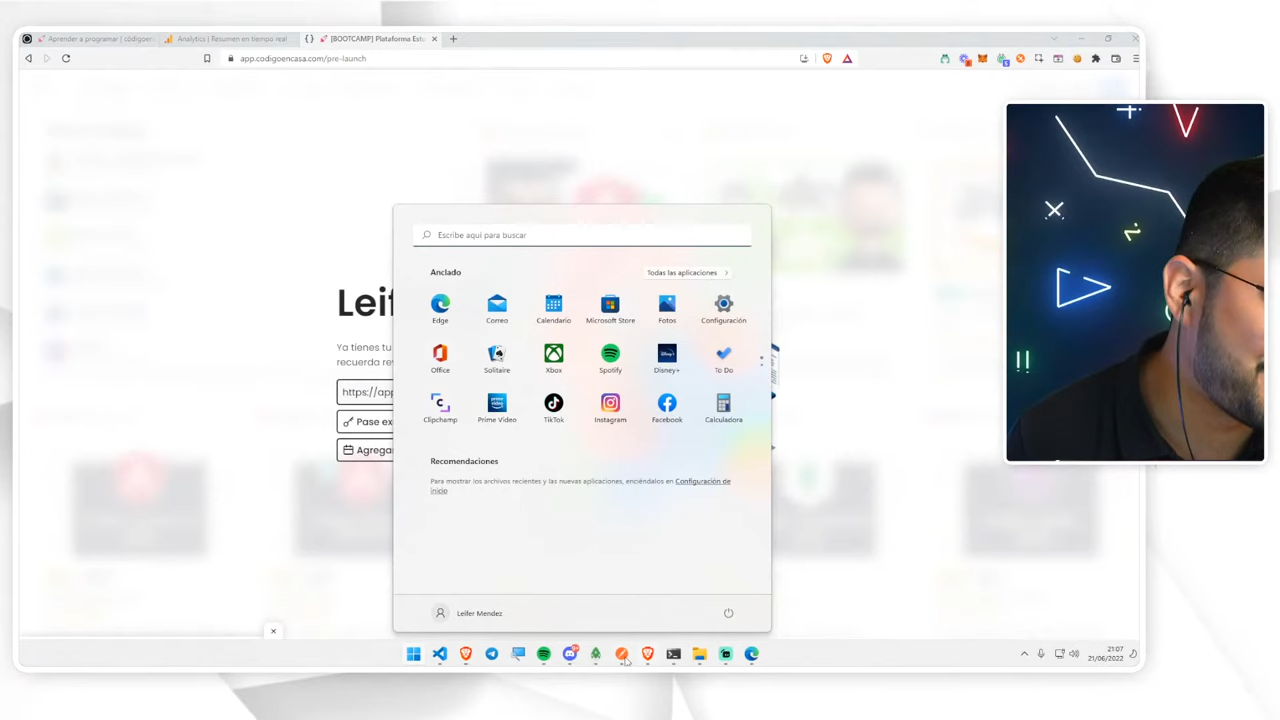 Aprender a programar | códigoen
Analytics | Resumen en tiempo real
{} [BOOTCAMP] Plataforma Estu
app.codigoencasa.com/pre-launch
Leif
Ya tienes tu
recuerda re
https://app
Pase ex
Agrega
Escribe aquí para buscar
Anclado
Todas las aplicaciones >
Edge
Correo
Calendario
Microsoft Store
Fotos
Configuración
Office
Solitaire
Xbox
Spotify
Disney+
To Do
Clipchamp
Prime Video
TikTok
Instagram
Facebook
Calculadora
Recomendaciones
Para mostrar los archivos recientes y las nuevas aplicaciones, enciéndalos en Configuración de
inicio
Leifer Mendez
21:07
21/06/2022